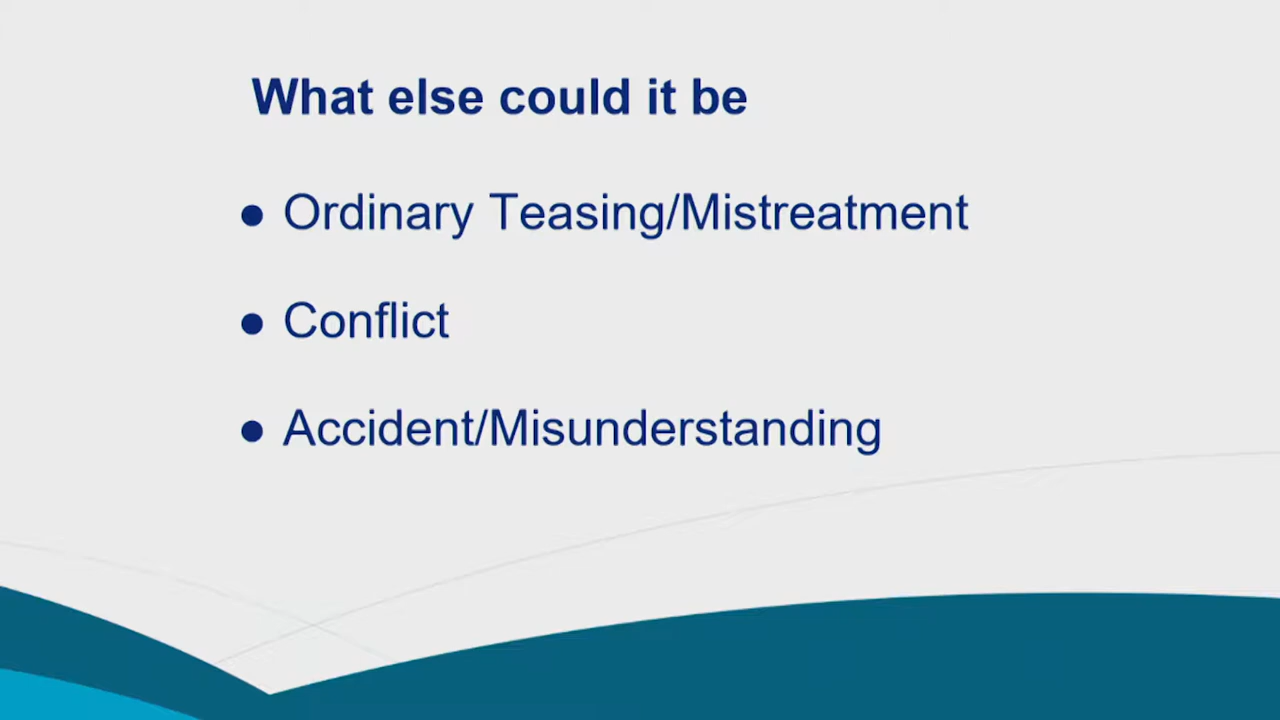 What else could it be
● Ordinary Teasing/Mistreatment
● Conflict
● Accident/Misunderstanding